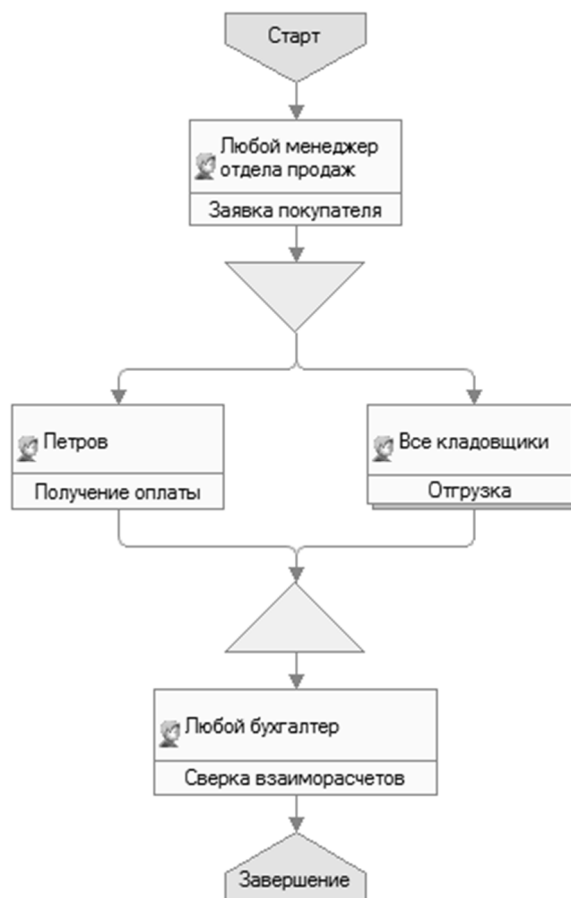 Старт
Любой менеджер
отдела продаж
Заявка покупателя
Петров
Получение оплаты
Все кладовщики
Отгрузка
Любой бухгалтер
Сверка взаиморасчетов
Завершение